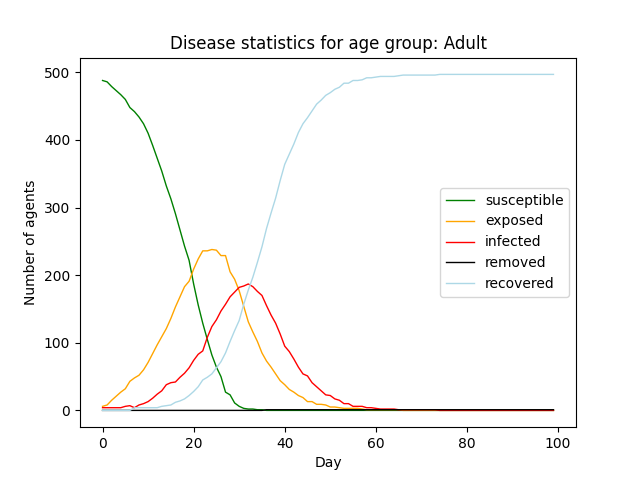 Disease statistics for age group: Adult
500
400
300
200
100
0
Number of agents
susceptible
exposed
infected
removed
recovered
0 20 40 60 80 100
Day